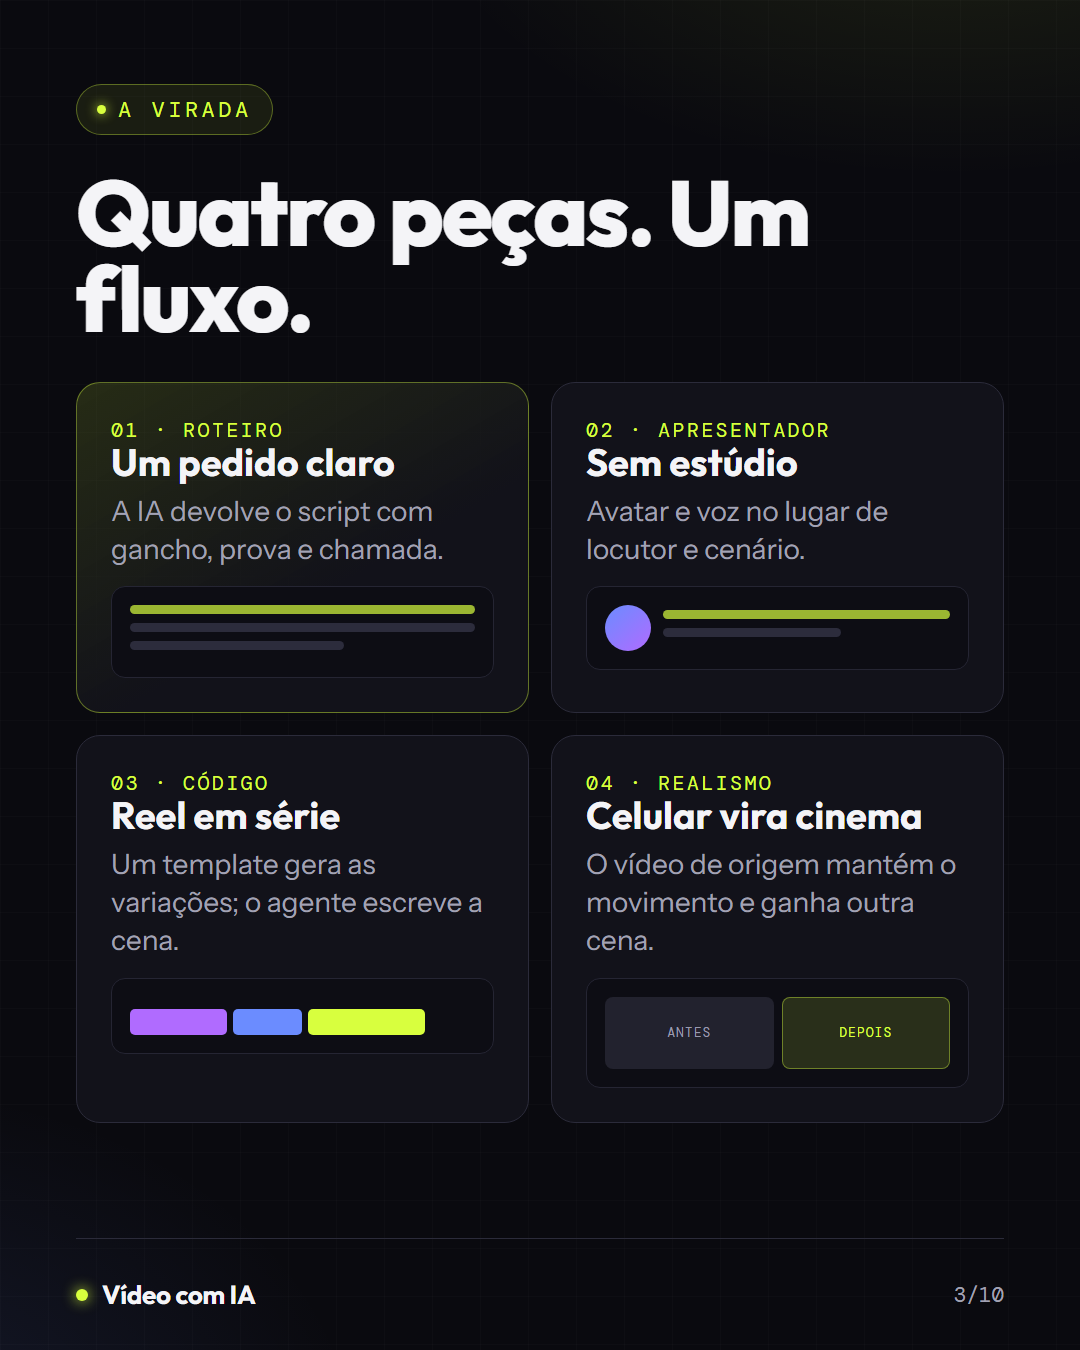 A VIRADA
Quatro peças. Um
fluxo.
01 · ROTEIRO
Um pedido claro
A IA devolve o script com
gancho, prova e chamada.
02 · APRESENTADOR
Sem estúdio
Avatar e voz no lugar de
locutor e cenário.
03 · CÓDIGO
Reel em série
Um template gera as
variações; o agente escreve a
cena.
04 · REALISMO
Celular vira cinema
O vídeo de origem mantém o
movimento e ganha outra
cena.
ANTES
DEPOIS
Vídeo com IA
3/10